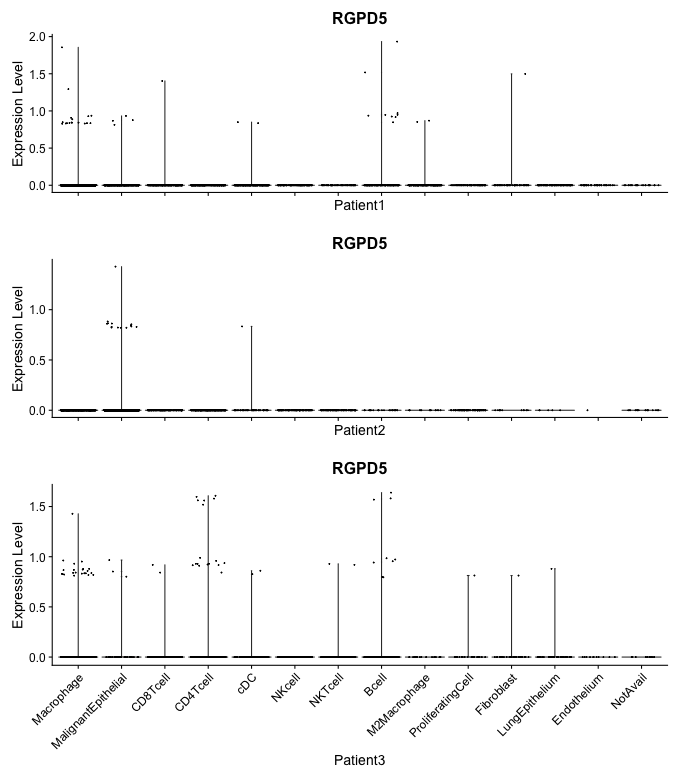 RGPD5
Expression Level
2.0
1.5
1.0
0.5
0.0
Patient1
RGPD5
Expression Level
1.0
0.5
0.0
Patient2
RGPD5
Expression Level
1.5
1.0
0.5
0.0
Macrophage
MalignantEpithelial
CD8Tcell
CD4Tcell
cDC
NKcell
NKTcell
Bcell
M2Macrophage
ProliferatingCell
Fibroblast
LungEpithelium
Endothelium
NotAvail
Patient3